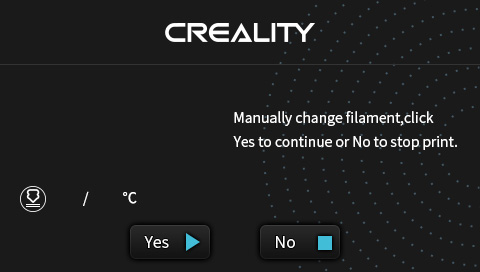 CREALITY
Manually change filament,click
Yes to continue or No to stop print.
/ °C
Yes
No